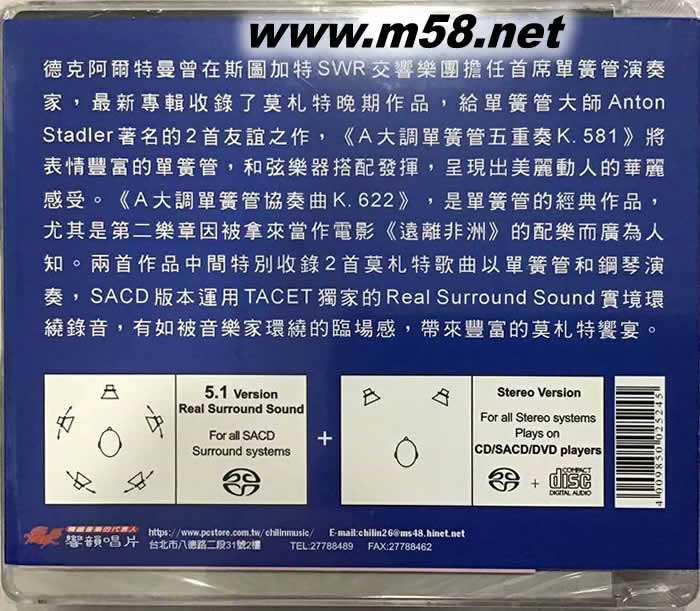 www.m58.net
德克阿爾特曼曾在斯圖加特SWR交響樂團擔任首席單簧管演奏
家，最新專輯收錄了莫札特晚期作品，給單簧管大師Anton
Stadler著名的2首友誼之作，《A大調單簧管五重奏K. 581》將
表情豐富的單簧管，和弦樂器搭配發揮，呈現出美麗動人的華麗
感受。《A大調單簧管協奏曲K. 622》，是單簧管的經典作品，
尤其是第二樂章因被拿來當作電影《遠離非洲》的配樂而廣為人
知。兩首作品中間特別收錄2首莫札特歌曲以單簧管和鋼琴演
奏，SACD版本運用TACET獨家的Real Surround Sound實境環
繞錄音，有如被音樂家環繞的臨場感，帶來豐富的莫札特饗宴。
5.1 Version
Real Surround Sound
For all SACD
Surround systems
+
Stereo Version
For all Stereo systems
Plays on
CD/SACD/DVD players
+
COMPACT
disc
DIGITAL AUDIO
4 009850 025245
響韻唱片
https://www.pcstore.com.tw/chilinmusic/ E-mail:chilin26@ms48.hinet.net
台北市八德路二段31號2樓 TEL:27788489 FAX:27788462